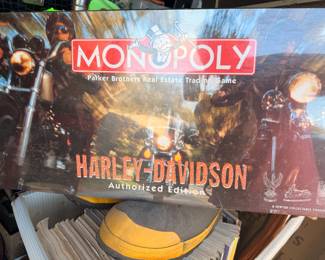 MONOPOLY
Parker Brothers Real Estate Trading Game
HARLEY-DAVIDSON
Authorized Edition